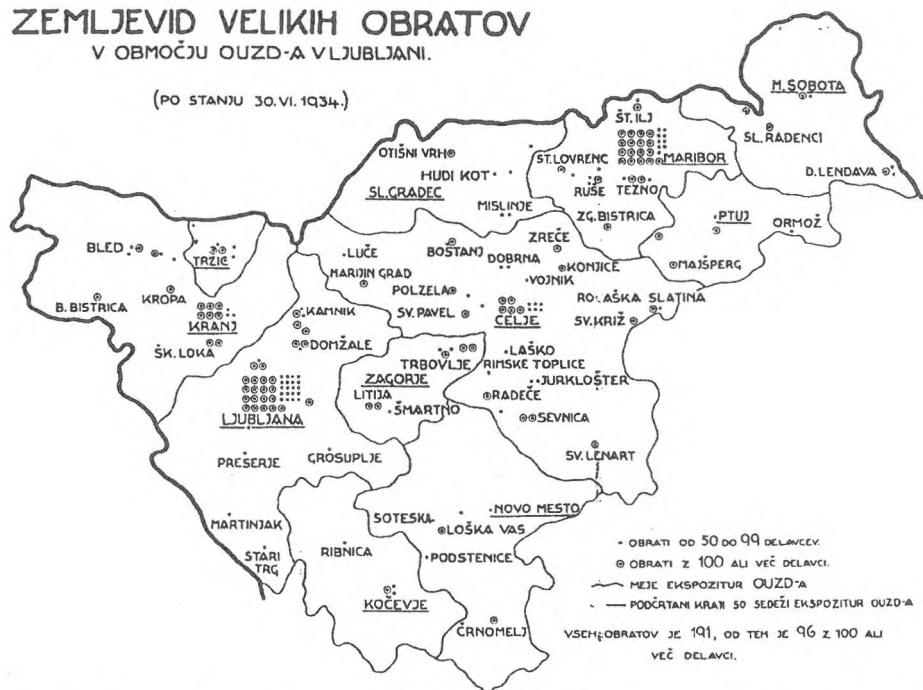 ZEMLJEVID VELIKIH OBRATOV
V OBMOČJU OUZD-A V LJUBLJANI.
(PO STANJU 30.VI.1934.)
M. SOBOTA
ŠT. ILJ
SL. RADENCI
OTIŠNI VRH
ST. LOVRENC
MARIBOR
HUDI KOT
D. LENDAVA
SL. GRADEC
RUŠE
TEZNO
MISLINJE
ZG. BISTRICA
PTUJ
ORMOŽ
BLED
TRŽIČ
LUČE
BOŠTANJ
ZREČE
DOBRNA
KONJICE
MAJŠPERG
MARIJIN GRAD
VOJNIK
B. BISTRICA
KROPA
POLZELA
ROGAŠKA SLATINA
KRANJ
KAMNIK
SV. PAVEL
CELJE
SV. KRIŽ
ŠK. LOKA
DOMŽALE
TRBOVLJE
LAŠKO
RIMSKE TOPLICE
ZAGORJE
JURKLOŠTER
LITIJA
RADEČE
LJUBLJANA
ŠMARTNO
SEVNICA
PREŠERJE
GROSUPLJE
SV. LENART
MARTINJAK
SOTESKA
NOVO MESTO
LOŠKA VAS
STARI
TRG
RIBNICA
PODSTENICE
KOČEVJE
ČRNOMELJ
OBRATI OD 50 DO 99 DELAVCEV.
OBRATI Z 100 ALI VEČ DELAVCI.
MEJE EKSPOZITUR OUZD-A
PODČRTANI KRAJI SO SEDEŽI EKSPOZITUR OUZD-A
VSEH OBRATOV JE 191, OD TEH JE 96 Z 100 ALI
VEČ DELAVCI.